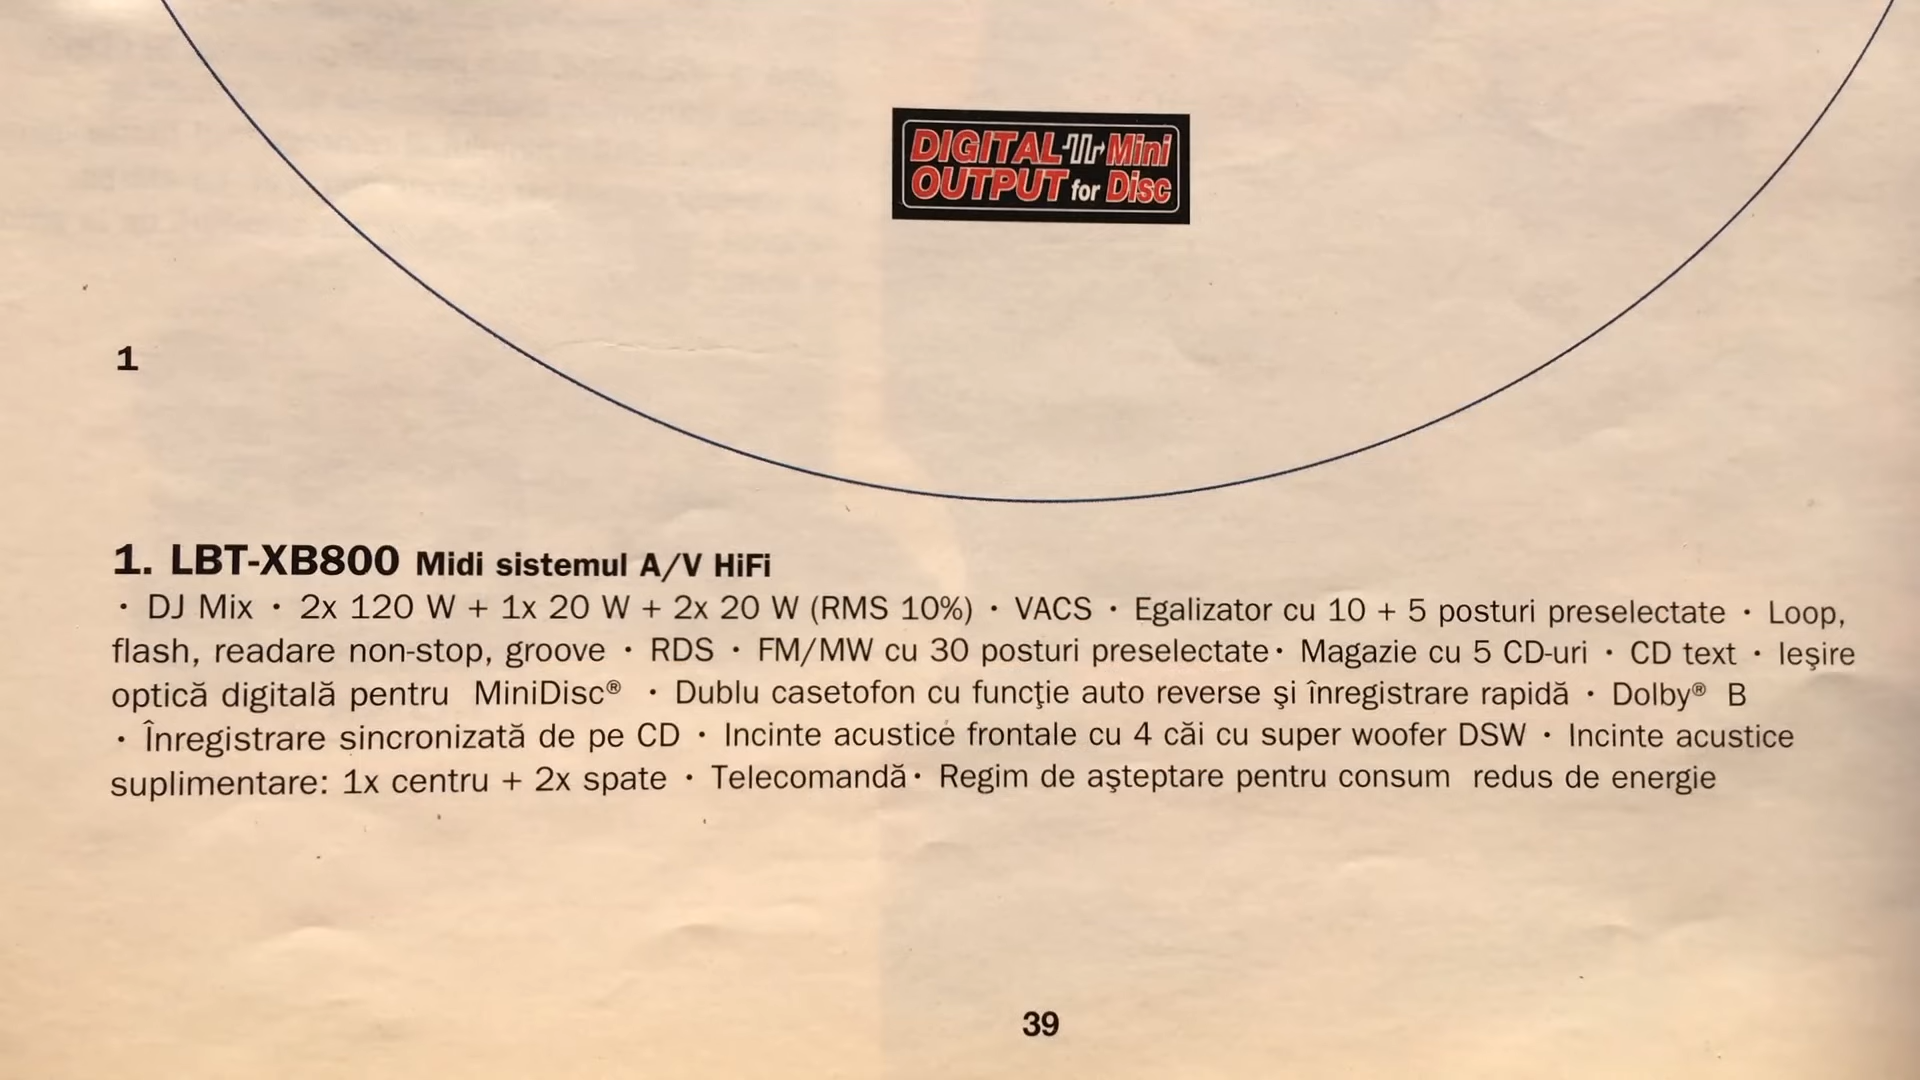 DIGITAL Mini
OUTPUT for Disc
1
1. LBT-XB800 Midi sistemul A/V HiFi
· DJ Mix · 2x 120 W + 1x 20 W + 2x 20 W (RMS 10%) · VACS · Egalizator cu 10 + 5 posturi preselectate · Loop,
flash, readare non-stop, groove · RDS · FM/MW cu 30 posturi preselectate· Magazie cu 5 CD-uri · CD text · Ieşire
optică digitală pentru MiniDisc® · Dublu casetofon cu funcţie auto reverse şi înregistrare rapidă · Dolby® B
· Înregistrare sincronizată de pe CD · Incinte acustice frontale cu 4 căi cu super woofer DSW · Incinte acustice
suplimentare: 1x centru + 2x spate · Telecomandă· Regim de aşteptare pentru consum redus de energie
39